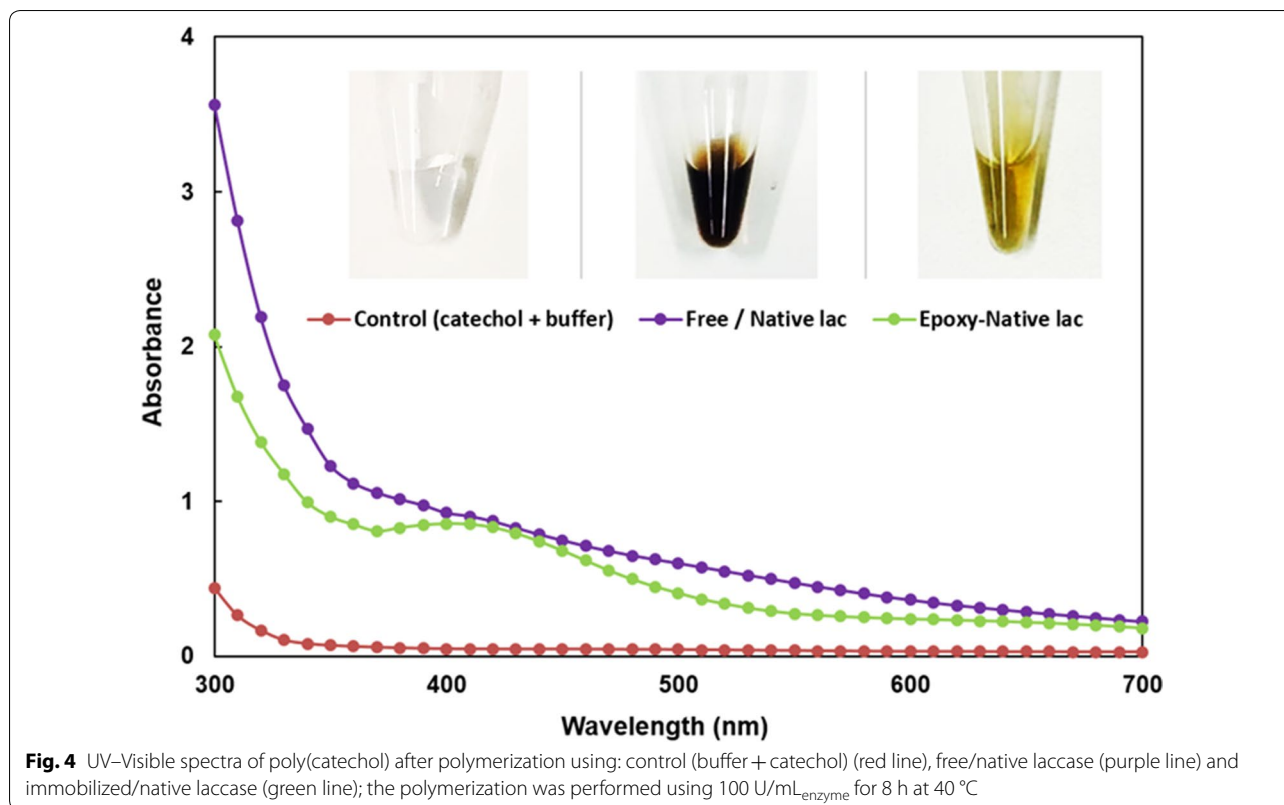 4
3
2
1
0
Absorbance
Control (catechol + buffer) Free / Native lac Epoxy-Native lac
300 400 500 600 700
Wavelength (nm)
Fig. 4 UV–Visible spectra of poly(catechol) after polymerization using: control (buffer + catechol) (red line), free/native laccase (purple line) and
immobilized/native laccase (green line); the polymerization was performed using 100 U/mLenzyme for 8 h at 40 °C